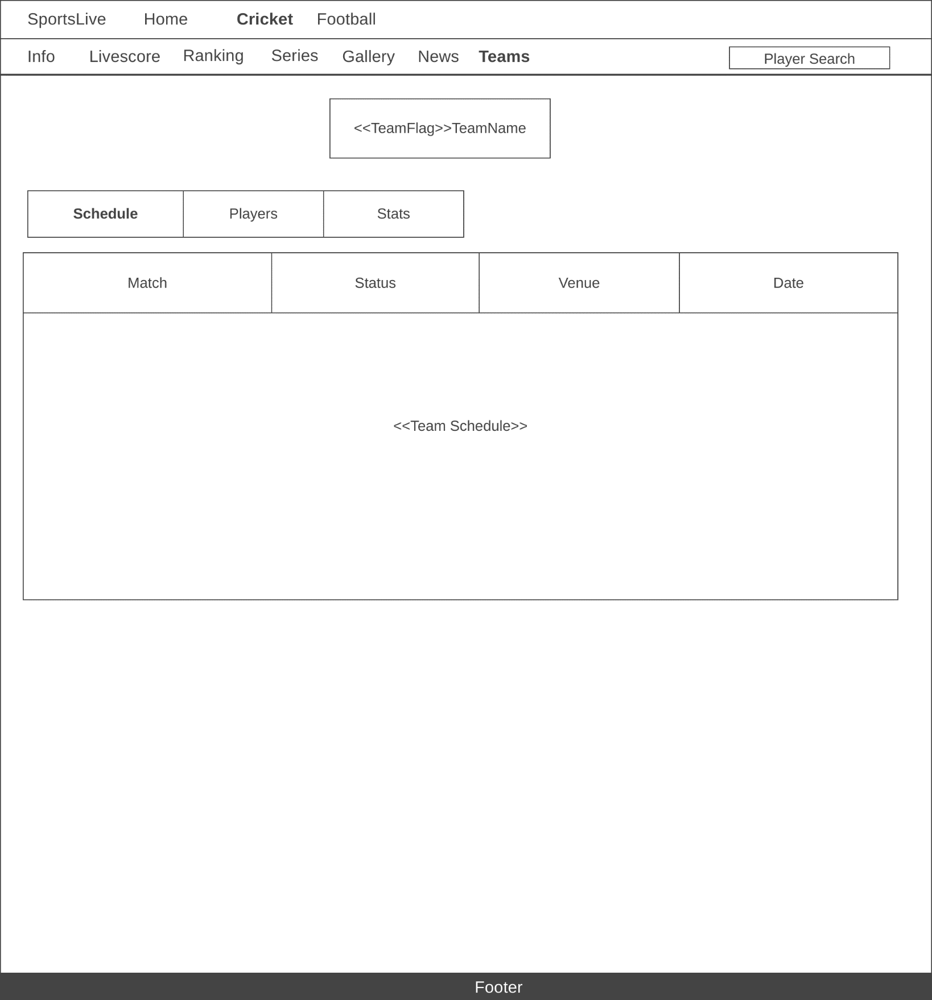 SportsLive Home Cricket Football
Info Livescore Ranking Series Gallery News Teams Player Search
<<TeamFlag>>TeamName
Schedule Players Stats
Match Status Venue Date
<<Team Schedule>>
Footer